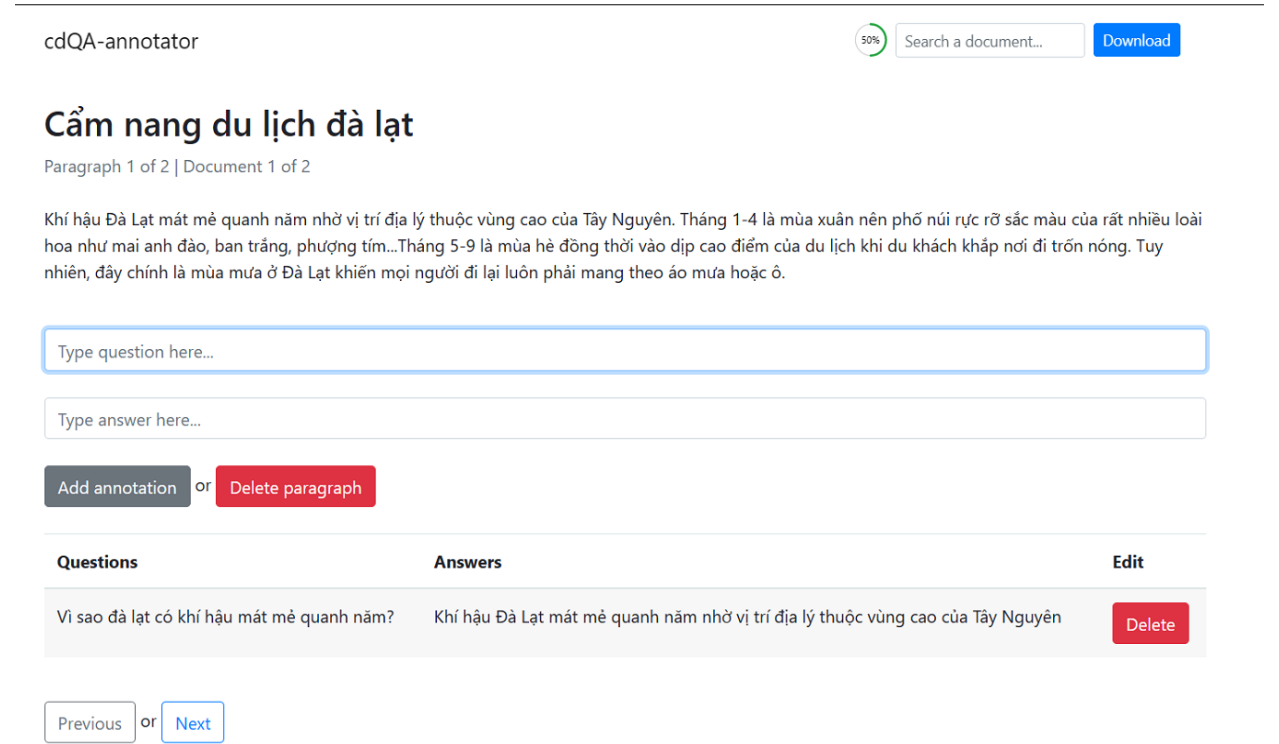 cdQA-annotator
50%
Search a document...
Download
Cẩm nang du lịch đà lạt
Paragraph 1 of 2 | Document 1 of 2
Khí hậu Đà Lạt mát mẻ quanh năm nhờ vị trí địa lý thuộc vùng cao của Tây Nguyên. Tháng 1-4 là mùa xuân nên phố núi rực rỡ sắc màu của rất nhiều loài
hoa như mai anh đào, ban trắng, phượng tím...Tháng 5-9 là mùa hè đồng thời vào dịp cao điểm của du lịch khi du khách khắp nơi đi trốn nóng. Tuy
nhiên, đây chính là mùa mưa ở Đà Lạt khiến mọi người đi lại luôn phải mang theo áo mưa hoặc ô.
Type question here...
Type answer here...
Add annotation or Delete paragraph
Questions Answers Edit
Vì sao đà lạt có khí hậu mát mẻ quanh năm? Khí hậu Đà Lạt mát mẻ quanh năm nhờ vị trí địa lý thuộc vùng cao của Tây Nguyên Delete
Previous or Next